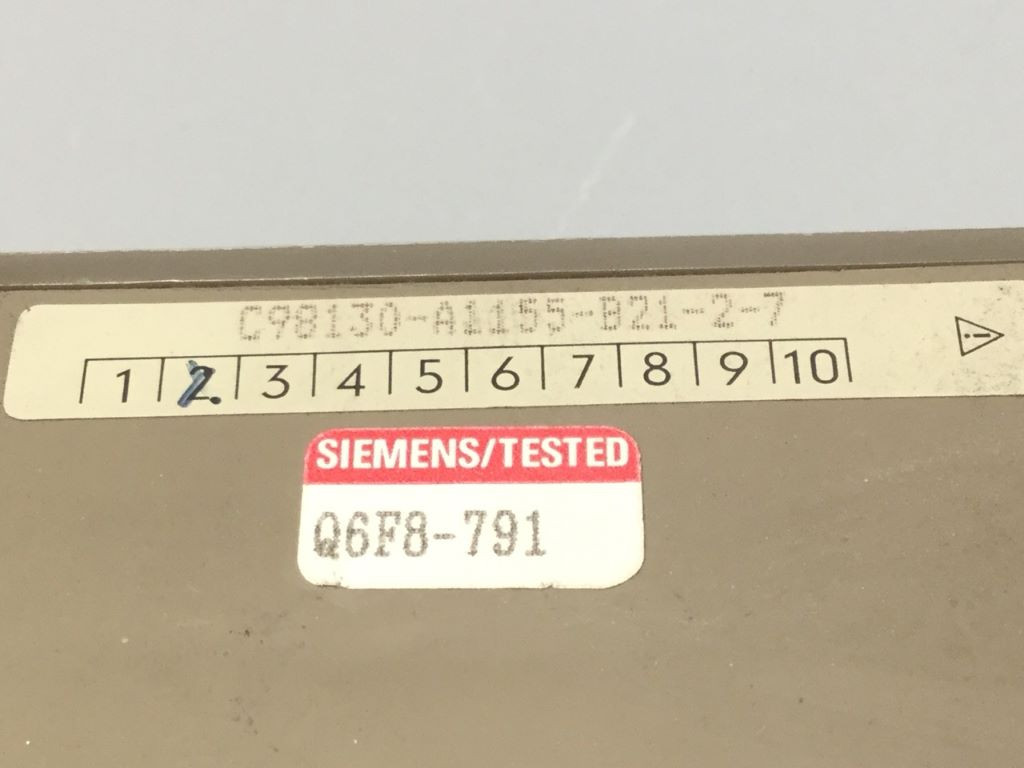 C98130-A1155-B21-2-7
1 2 3 4 5 6 7 8 9 10
SIEMENS/TESTED
Q6F8-791